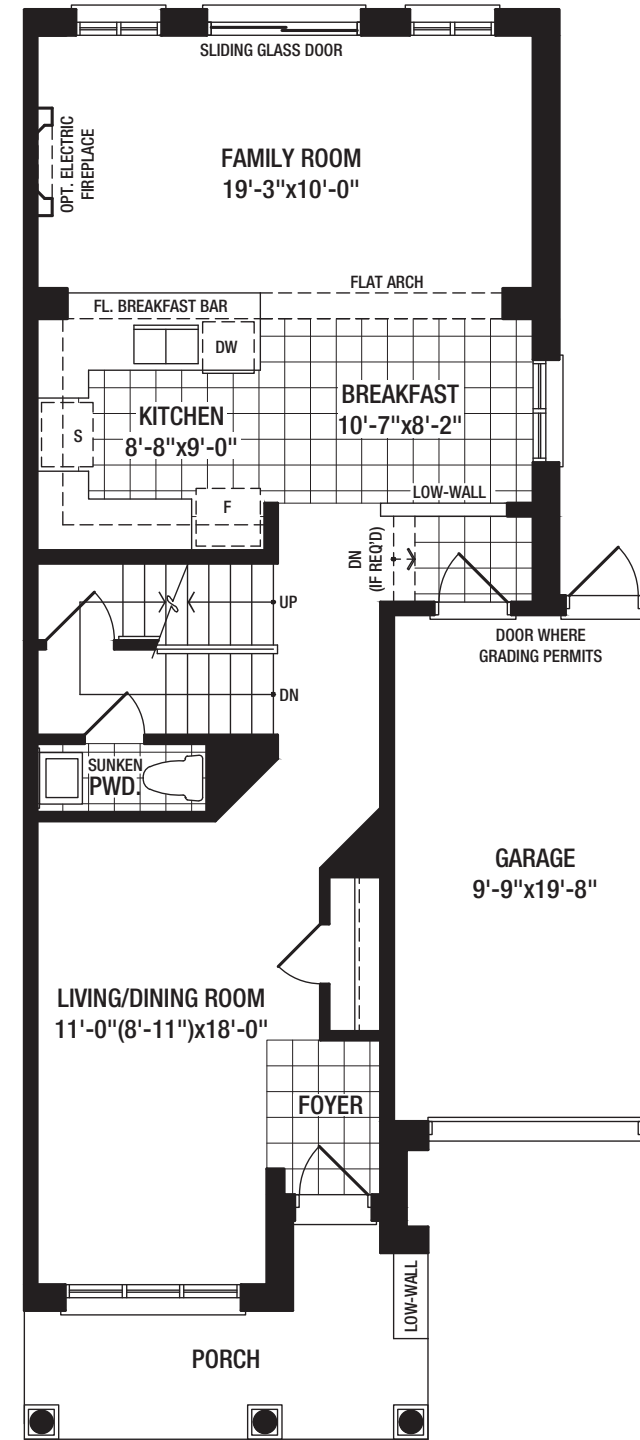 SLIDING GLASS DOOR
OPT. ELECTRIC
FIREPLACE
FAMILY ROOM
19'-3"x10'-0"
FLAT ARCH
FL. BREAKFAST BAR
DW
BREAKFAST
10'-7"x8'-2"
KITCHEN
8'-8"x9'-0"
S
F
LOW-WALL
DN
(IF REQ'D)
UP
DOOR WHERE
GRADING PERMITS
DN
SUNKEN
PWD.
GARAGE
9'-9"x19'-8"
LIVING/DINING ROOM
11'-0"(8'-11")x18'-0"
FOYER
LOW-WALL
PORCH